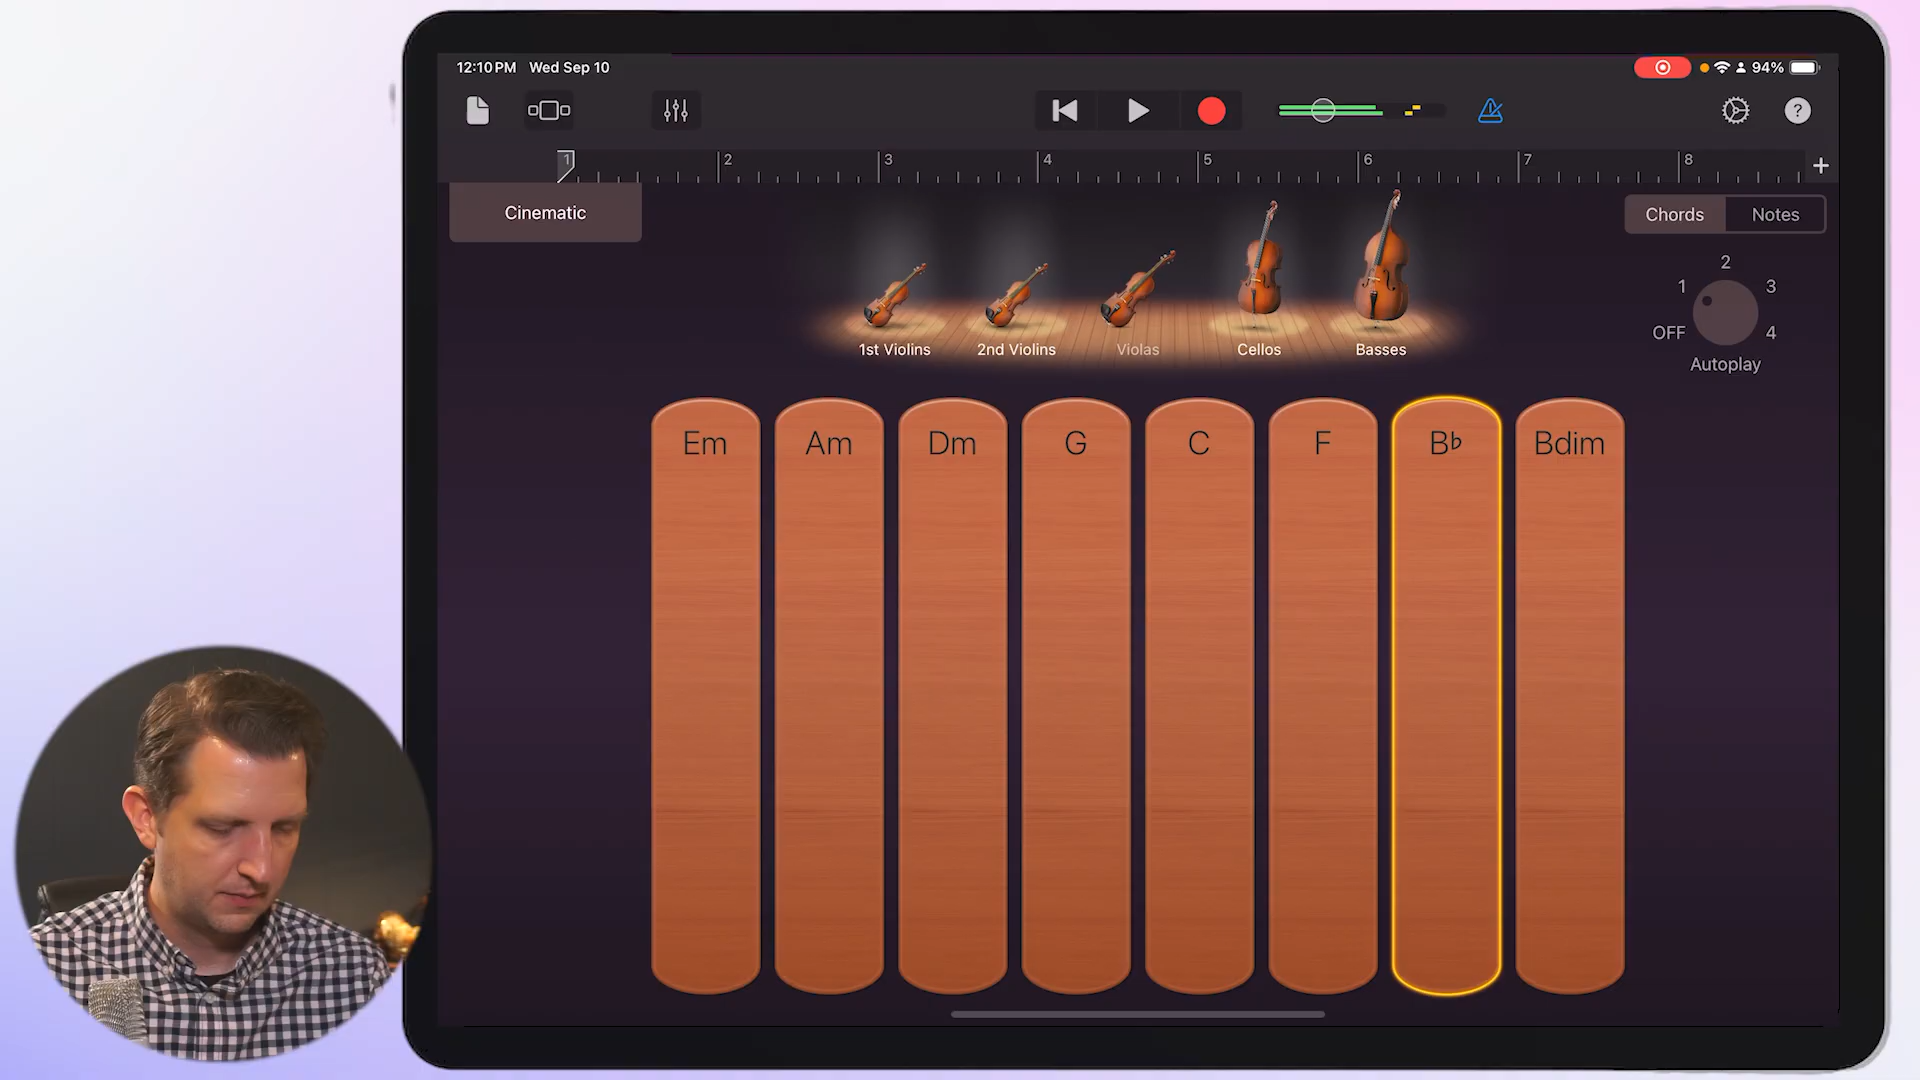 12:10 PM Wed Sep 10
94%
1 2 3 4 5 6 7 8 +
Cinematic
Chords Notes
1st Violins 2nd Violins Violas Cellos Basses
OFF 1 2 3 4
Autoplay
Em Am Dm G C F B♭ Bdim